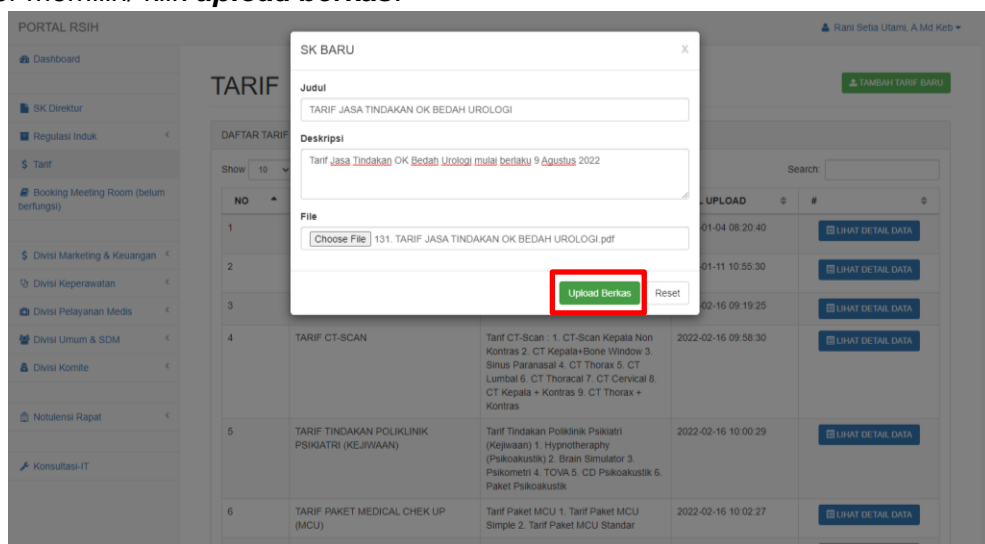 upload berkas.
PORTAL RSIH
Rani Setia Utami, A.Md Keb
Dashboard
SK Direktur
Regulasi Induk
$ Tarif
Booking Meeting Room (belum
berfungsi)
$ Divisi Marketing & Keuangan
Divisi Keperawatan
Divisi Pelayanan Medis
Divisi Umum & SDM
Divisi Komite
Notulensi Rapat
Konsultasi-IT
TARIF
TAMBAH TARIF BARU
SK BARU
X
Judul
TARIF JASA TINDAKAN OK BEDAH UROLOGI
Deskripsi
Tarif Jasa Tindakan OK Bedah Urologi mulai berlaku 9 Agustus 2022
File
Choose File 131. TARIF JASA TINDAKAN OK BEDAH UROLOGI.pdf
Upload Berkas Reset
DAFTAR TARIF
Show 10
Search:
NO UPLOAD #
1 -01-04 08:20:40 LIHAT DETAIL DATA
2 -01-11 10:55:30 LIHAT DETAIL DATA
3 -02-16 09:19:25 LIHAT DETAIL DATA
4 TARIF CT-SCAN Tarif CT-Scan : 1. CT-Scan Kepala Non 2022-02-16 09:58:30 LIHAT DETAIL DATA
Kontras 2. CT Kepala+Bone Window 3.
Sinus Paranasal 4. CT Thorax 5. CT
Lumbal 6. CT Thoracal 7. CT Cervical 8.
CT Kepala + Kontras 9. CT Thorax +
Kontras
5 TARIF TINDAKAN POLIKLINIK Tarif Tindakan Poliklinik Psikiatri 2022-02-16 10:00:29 LIHAT DETAIL DATA
PSIKIATRI (KEJIWAAN) (Kejiwaan) 1. Hypnotheraphy
(Psikoakustik) 2. Brain Simulator 3.
Psikometri 4. TOVA 5. CD Psikoakustik 6.
Paket Psikoakustik
6 TARIF PAKET MEDICAL CHEK UP Tarif Paket MCU 1. Tarif Paket MCU 2022-02-16 10:02:27 LIHAT DETAIL DATA
(MCU) Simple 2. Tarif Paket MCU Standar